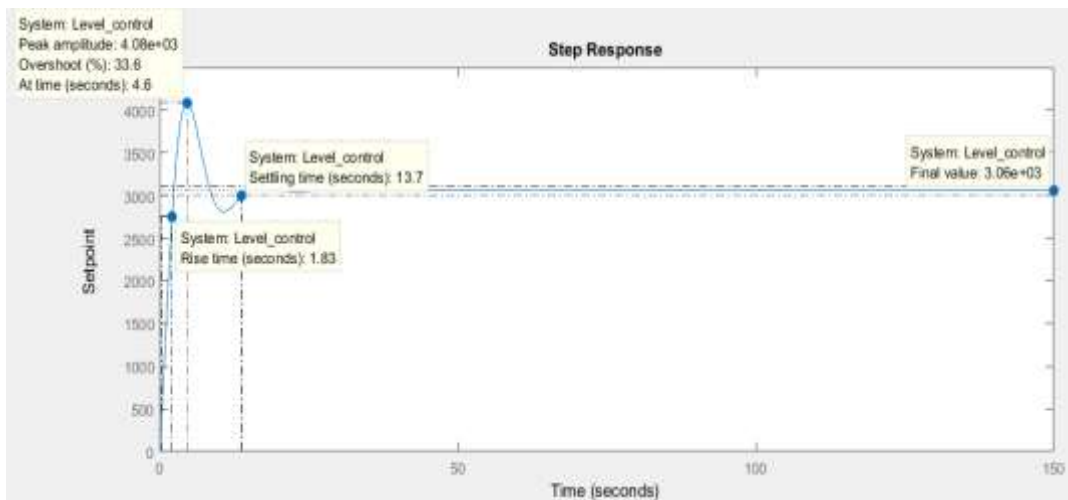 System: Level_control
Peak amplitude: 4.08e+03
Overshoot (%): 33.6
At time (seconds): 4.6
Step Response
System: Level_control
Settling time (seconds): 13.7
System: Level_control
Final value: 3.06e+03
System: Level_control
Rise time (seconds): 1.83
Setpoint
4000
3500
3000
2500
2000
1500
1000
500
0
0
50
100
150
Time (seconds)